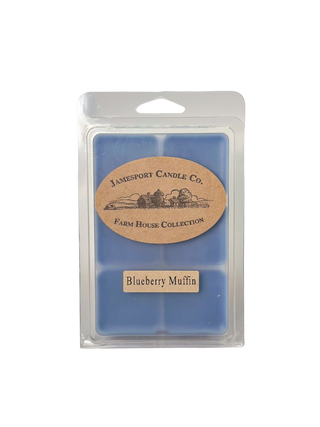 Jamesport Candle Co.
Farm House Collection
Blueberry Muffin